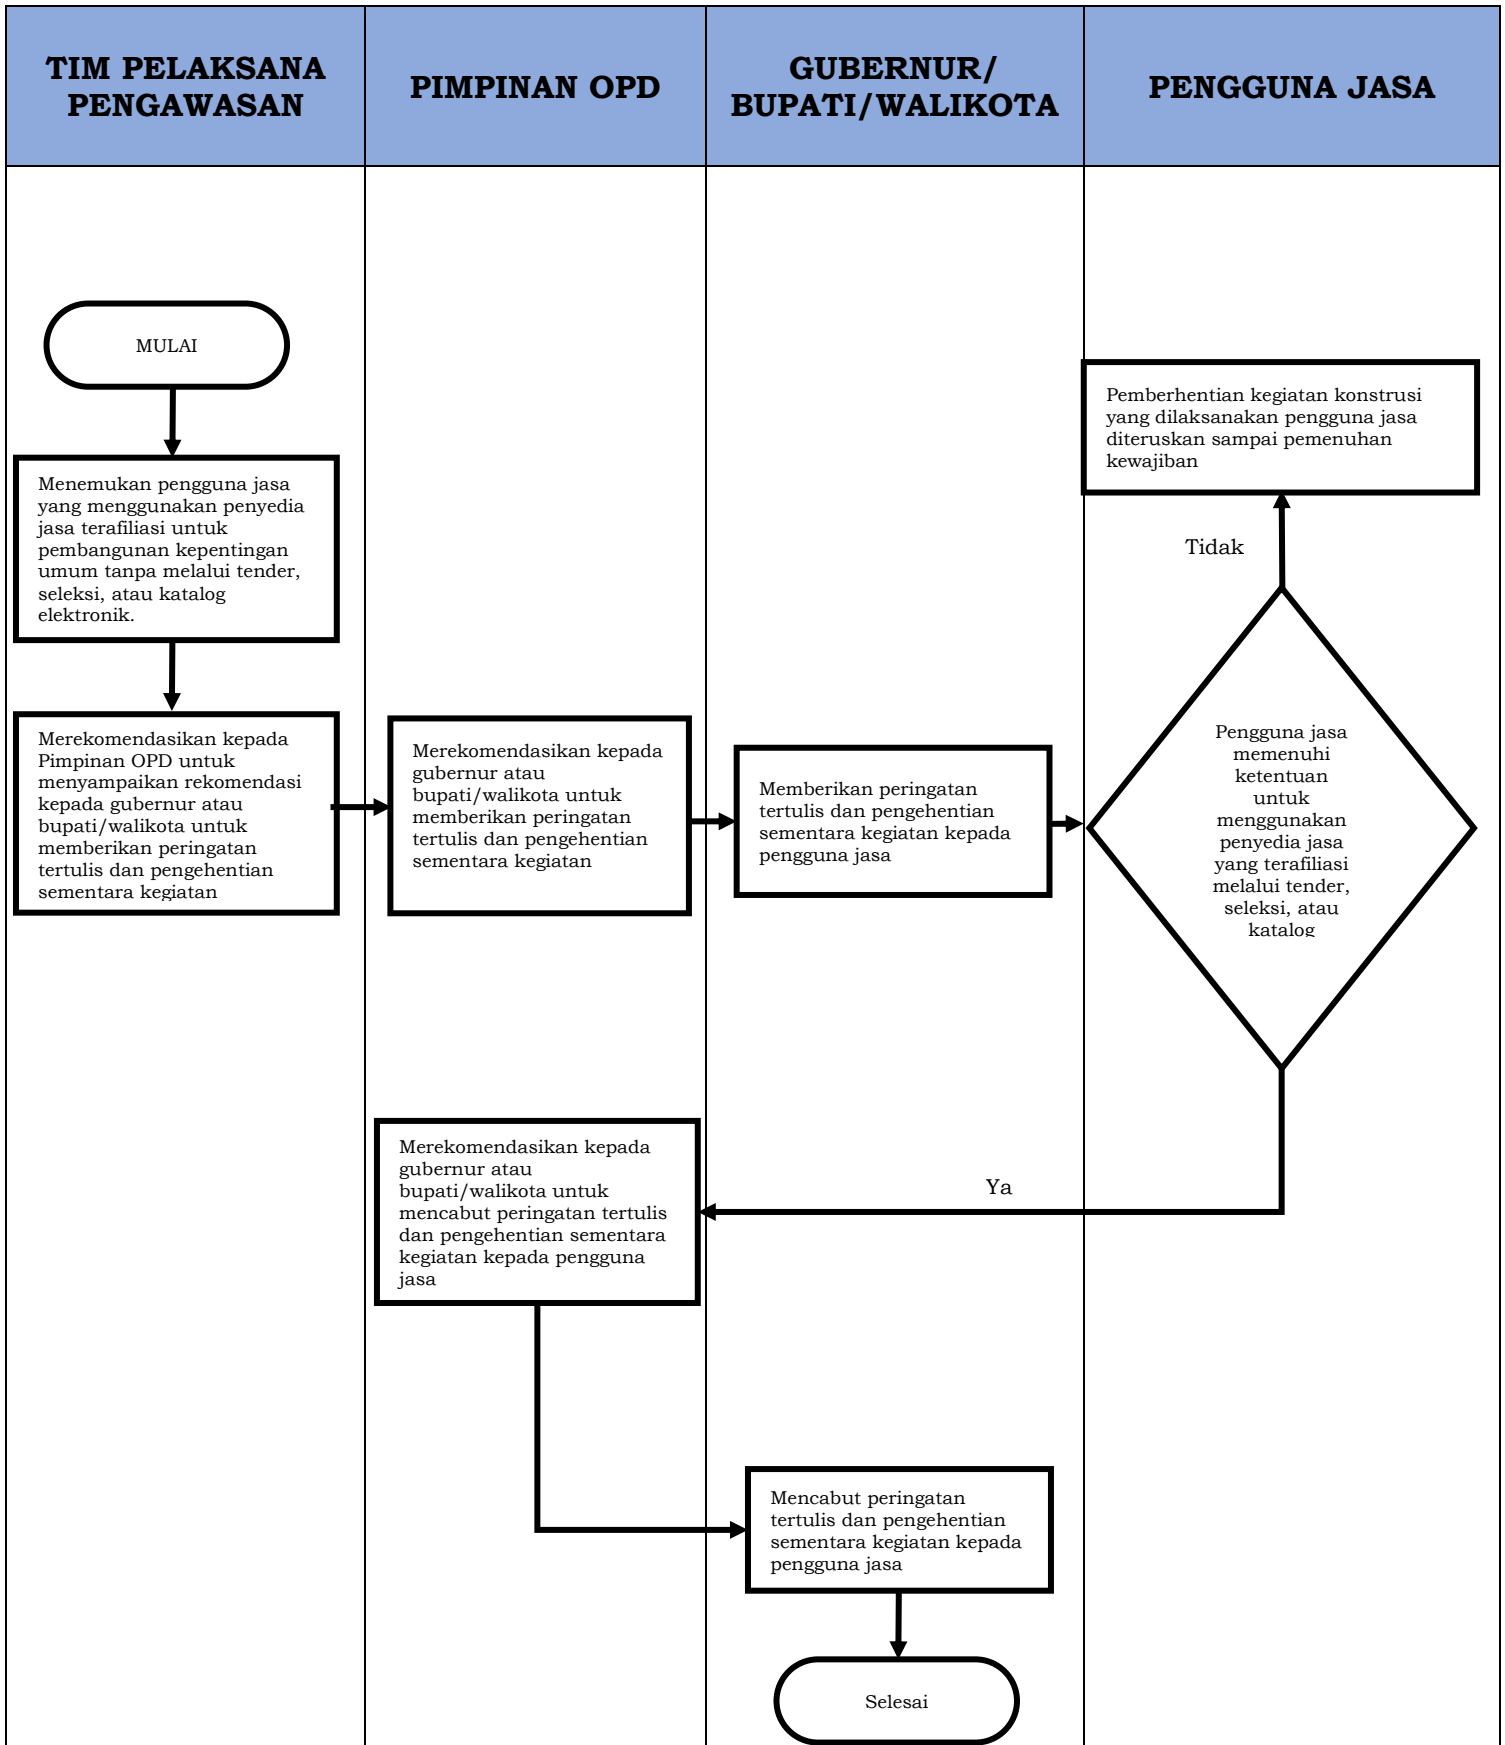 TIM PELAKSANA
PENGAWASAN
PIMPINAN OPD
GUBERNUR/
BUPATI/WALIKOTA
PENGGUNA JASA
MULAI
Menemukan pengguna jasa
yang menggunakan penyedia
jasa terafiliasi untuk
pembangunan kepentingan
umum tanpa melalui tender,
seleksi, atau katalog
elektronik.
Merekomendasikan kepada
Pimpinan OPD untuk
menyampaikan rekomendasi
kepada gubernur atau
bupati/walikota untuk
memberikan peringatan
tertulis dan pengehentian
sementara kegiatan
Merekomendasikan kepada
gubernur atau
bupati/walikota untuk
memberikan peringatan
tertulis dan pengehentian
sementara kegiatan
Memberikan peringatan
tertulis dan pengehentian
sementara kegiatan kepada
pengguna jasa
Pengguna jasa
memenuhi
ketentuan
untuk
menggunakan
penyedia jasa
yang terafiliasi
melalui tender,
seleksi, atau
katalog
Tidak
Pemberhentian kegiatan konstrusi
yang dilaksanakan pengguna jasa
diteruskan sampai pemenuhan
kewajiban
Ya
Merekomendasikan kepada
gubernur atau
bupati/walikota untuk
mencabut peringatan tertulis
dan pengehentian sementara
kegiatan kepada pengguna
jasa
Mencabut peringatan
tertulis dan pengehentian
sementara kegiatan kepada
pengguna jasa
Selesai